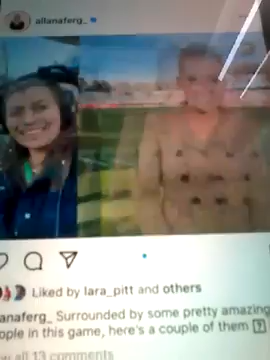 allanaferg_
Liked by lara_pitt and others
anaferg_ Surrounded by some pretty amazing
ople in this game, here's a couple of them
w all 13 comments